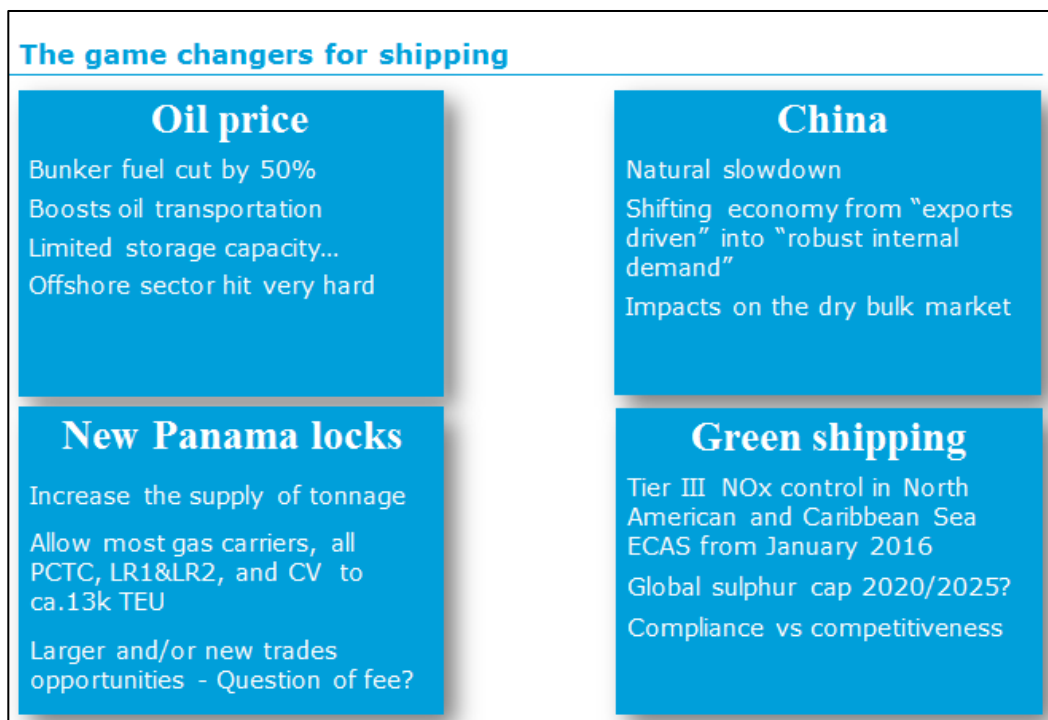 The game changers for shipping
Oil price
Bunker fuel cut by 50%
Boosts oil transportation
Limited storage capacity…
Offshore sector hit very hard
China
Natural slowdown
Shifting economy from “exports
driven” into “robust internal
demand”
Impacts on the dry bulk market
New Panama locks
Increase the supply of tonnage
Allow most gas carriers, all
PCTC, LR1&LR2, and CV to
ca.13k TEU
Larger and/or new trades
opportunities - Question of fee?
Green shipping
Tier III NOx control in North
American and Caribbean Sea
ECAS from January 2016
Global sulphur cap 2020/2025?
Compliance vs competitiveness